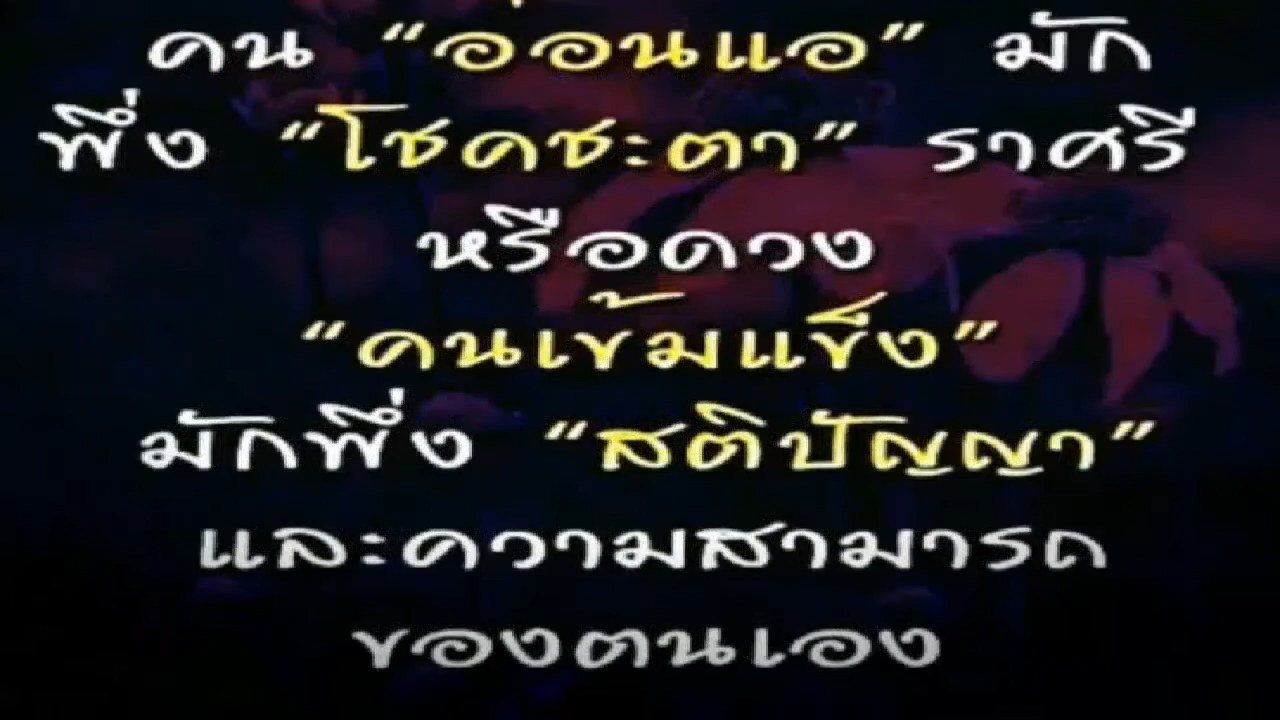 คน “อ่อนแอ” มัก
พึ่ง “โชคชะตา” ราศรี
หรือดวง
“คนเข้มแข็ง”
มักพึ่ง “สติปัญญา”
และความสามารถ
ของตนเอง